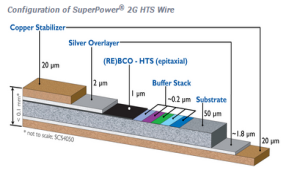 Configuration of SuperPower® 2G HTS Wire
Copper Stabilizer
Silver Overlayer
20 µm
(RE)BCO - HTS (epitaxial)
2 µm
Buffer Stack
1 µm
~0.2 µm
Substrate
50 µm
< 0.1 mm*
~1.8 µm
20 µm
* not to scale; SCS4050